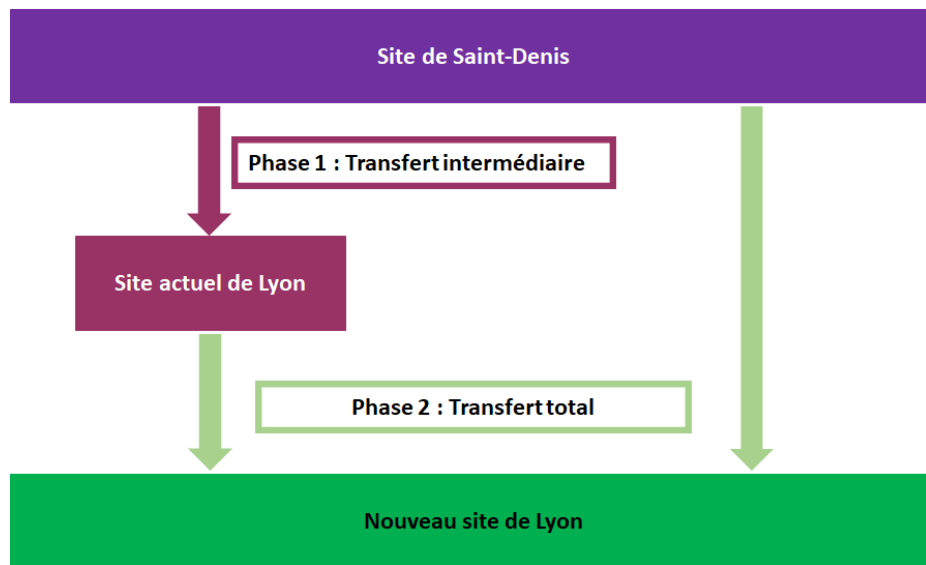 Site de Saint-Denis
Phase 1 : Transfert intermédiaire
Site actuel de Lyon
Phase 2 : Transfert total
Nouveau site de Lyon